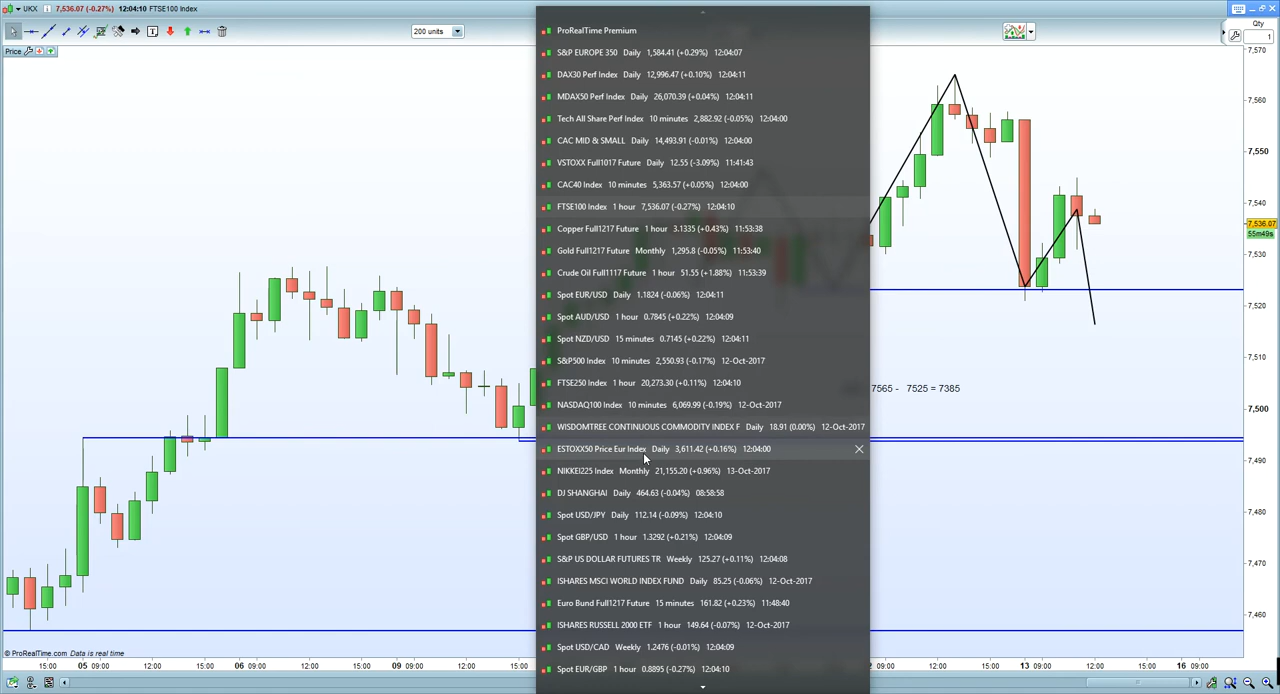 UKX 7,536.07 (-0.27%) 12:04:10 FTSE100 Index
200 units
Qty
1
Price
ProRealTime Premium
S&P EUROPE 350 Daily 1,584.41 (+0.29%) 12:04:07
DAX30 Perf Index Daily 12,996.47 (+0.10%) 12:04:11
MDAX50 Perf Index Daily 26,070.39 (+0.04%) 12:04:11
Tech All Share Perf Index 10 minutes 2,882.92 (-0.05%) 12:04:00
CAC MID & SMALL Daily 14,493.91 (-0.01%) 12:04:00
VSTOXX Full1017 Future Daily 12.55 (-3.09%) 11:41:43
CAC40 Index 10 minutes 5,363.57 (+0.05%) 12:04:00
FTSE100 Index 1 hour 7,536.07 (-0.27%) 12:04:10
Copper Full1217 Future 1 hour 3.1335 (+0.43%) 11:53:38
Gold Full1217 Future Monthly 1,295.8 (-0.05%) 11:53:40
Crude Oil Full1117 Future 1 hour 51.55 (+1.88%) 11:53:39
Spot EUR/USD Daily 1.1824 (-0.06%) 12:04:11
Spot AUD/USD 1 hour 0.7845 (+0.22%) 12:04:09
Spot NZD/USD 15 minutes 0.7145 (+0.22%) 12:04:11
S&P500 Index 10 minutes 2,550.93 (-0.17%) 12-Oct-2017
FTSE250 Index 1 hour 20,273.30 (+0.11%) 12:04:10
NASDAQ100 Index 10 minutes 6,069.99 (-0.19%) 12-Oct-2017
WISDOMTREE CONTINUOUS COMMODITY INDEX F Daily 18.91 (0.00%) 12-Oct-2017
ESTOXX50 Price Eur Index Daily 3,611.42 (+0.16%) 12:04:00
NIKKEI225 Index Monthly 21,155.20 (+0.96%) 13-Oct-2017
DJ SHANGHAI Daily 464.63 (-0.04%) 08:58:58
Spot USD/JPY Daily 112.14 (-0.09%) 12:04:10
Spot GBP/USD 1 hour 1.3292 (+0.21%) 12:04:09
S&P US DOLLAR FUTURES TR Weekly 125.27 (+0.11%) 12:04:08
ISHARES MSCI WORLD INDEX FUND Daily 85.25 (-0.06%) 12-Oct-2017
Euro Bund Full1217 Future 15 minutes 161.82 (+0.23%) 11:48:40
ISHARES RUSSELL 2000 ETF 1 hour 149.64 (-0.07%) 12-Oct-2017
Spot USD/CAD Weekly 1.2476 (-0.01%) 12:04:09
Spot EUR/GBP 1 hour 0.8895 (-0.27%) 12:04:10
7565 - 7525 = 7385
7,570
7,560
7,550
7,540
7,536.07
55m49s
7,530
7,520
7,510
7,500
7,490
7,480
7,470
7,460
© ProRealTime.com Data is real time
15:00 05 09:00 12:00 15:00 06 09:00 12:00 15:00 09 09:00 12:00 15:00 09:00 12:00 15:00 13 09:00 12:00 15:00 16 09:00